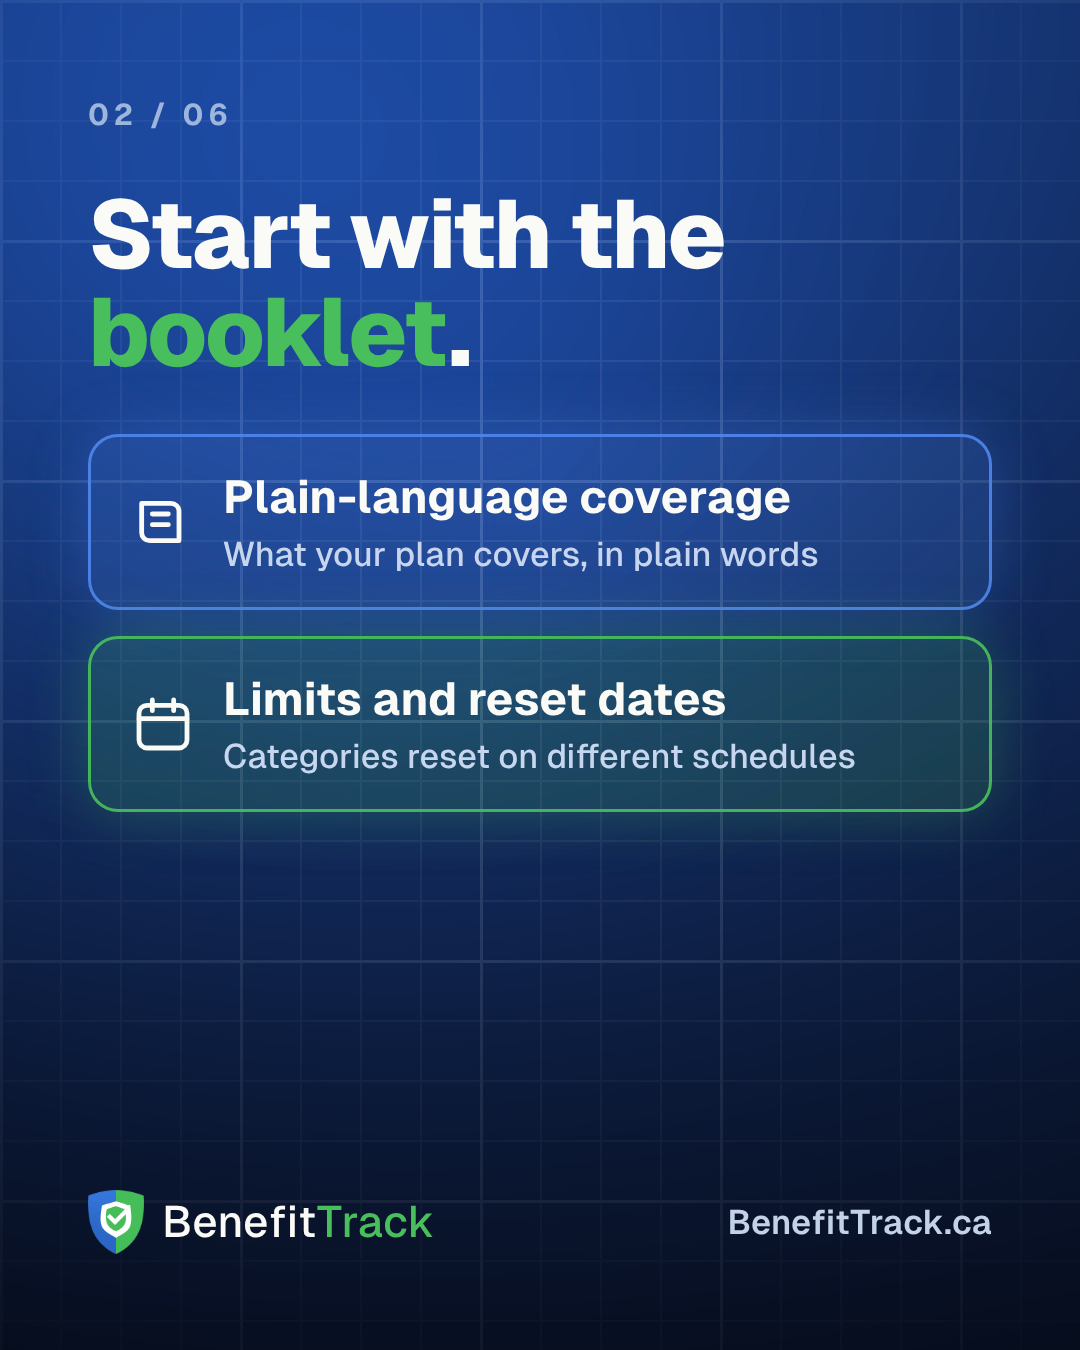 02 / 06
Start with the
booklet.
Plain-language coverage
What your plan covers, in plain words
Limits and reset dates
Categories reset on different schedules
BenefitTrack
BenefitTrack.ca